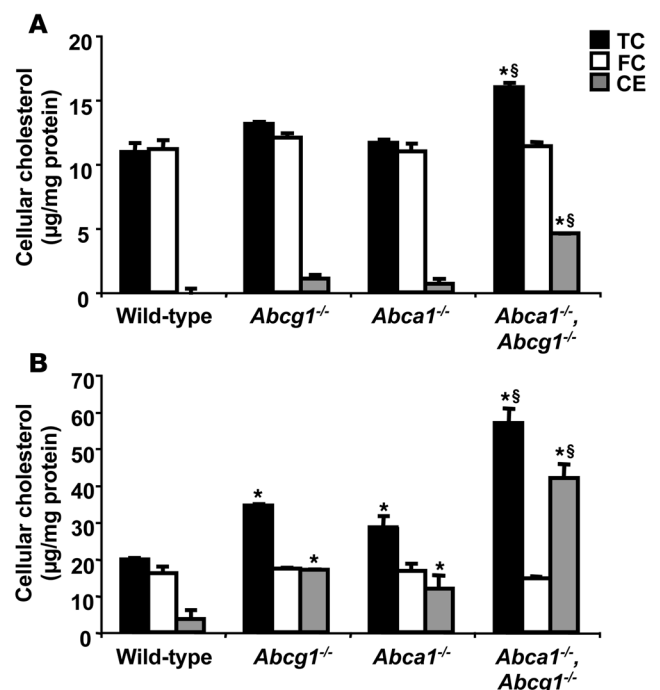 A
TC
FC
CE
Cellular cholesterol
(µg/mg protein)
20
15
10
5
0
*§
*§
Wild-type
Abcg1-/-
Abca1-/-
Abca1-/-,
Abcg1-/-
B
Cellular cholesterol
(µg/mg protein)
70
60
50
40
30
20
10
0
*
*
*
*
*§
*§
Wild-type
Abcg1-/-
Abca1-/-
Abca1-/-,
Abcg1-/-